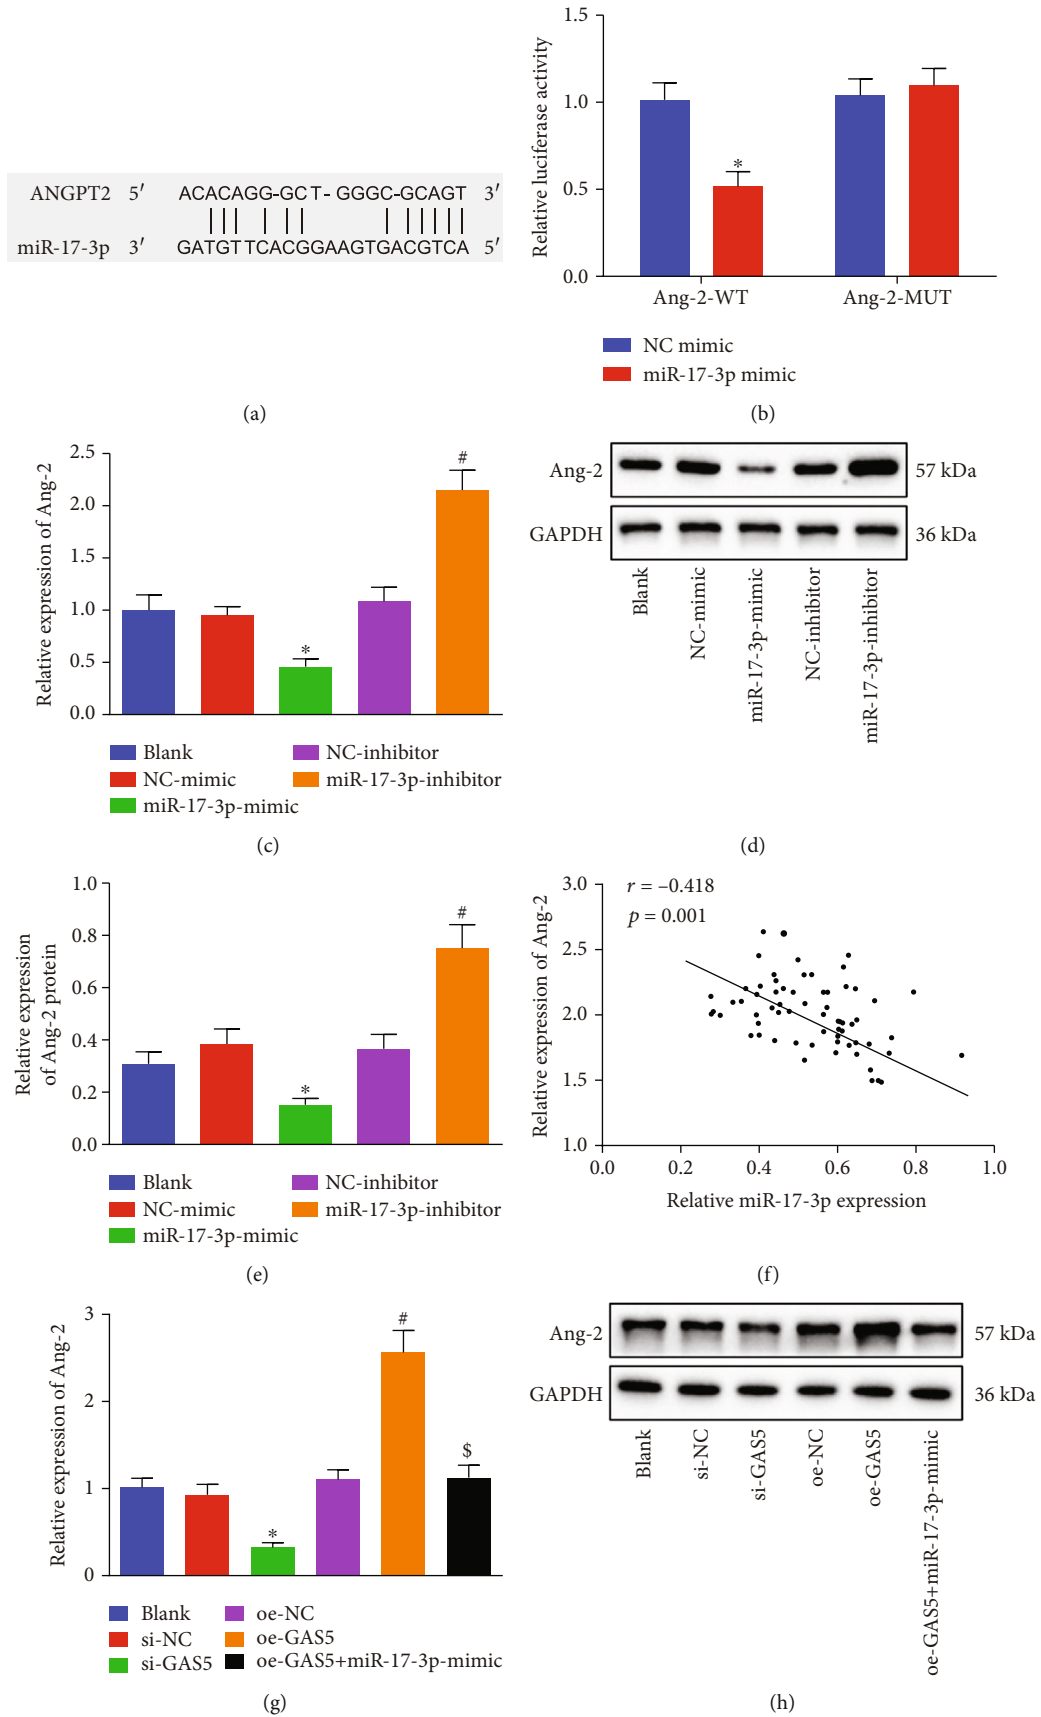 ANGPT2 5′ ACACAGG-GCT- GGGC-GCAGT 3′
miR-17-3p 3′ GATGTTCACGGAAGTGACGTCA 5′
(a)
Relative luciferase activity
1.5
1.0
0.5
0.0
*
Ang-2-WT Ang-2-MUT
NC mimic
miR-17-3p mimic
(b)
Relative expression of Ang-2
2.5
2.0
1.5
1.0
0.5
0.0
*
#
Blank
NC-mimic
miR-17-3p-mimic
NC-inhibitor
miR-17-3p-inhibitor
(c)
Ang-2 57 kDa
GAPDH 36 kDa
Blank
NC-mimic
miR-17-3p-mimic
NC-inhibitor
miR-17-3p-inhibitor
(d)
Relative expression
of Ang-2 protein
1.0
0.8
0.6
0.4
0.2
0.0
*
#
Blank
NC-mimic
miR-17-3p-mimic
NC-inhibitor
miR-17-3p-inhibitor
(e)
Relative expression of Ang-2
3.0
2.5
2.0
1.5
1.0
r = –0.418
p = 0.001
0.0 0.2 0.4 0.6 0.8 1.0
Relative miR-17-3p expression
(f)
Relative expression of Ang-2
3
2
1
0
*
#
$
Blank
si-NC
si-GAS5
oe-NC
oe-GAS5
oe-GAS5+miR-17-3p-mimic
(g)
Ang-2 57 kDa
GAPDH 36 kDa
Blank
si-NC
si-GAS5
oe-NC
oe-GAS5
oe-GAS5+miR-17-3p-mimic
(h)